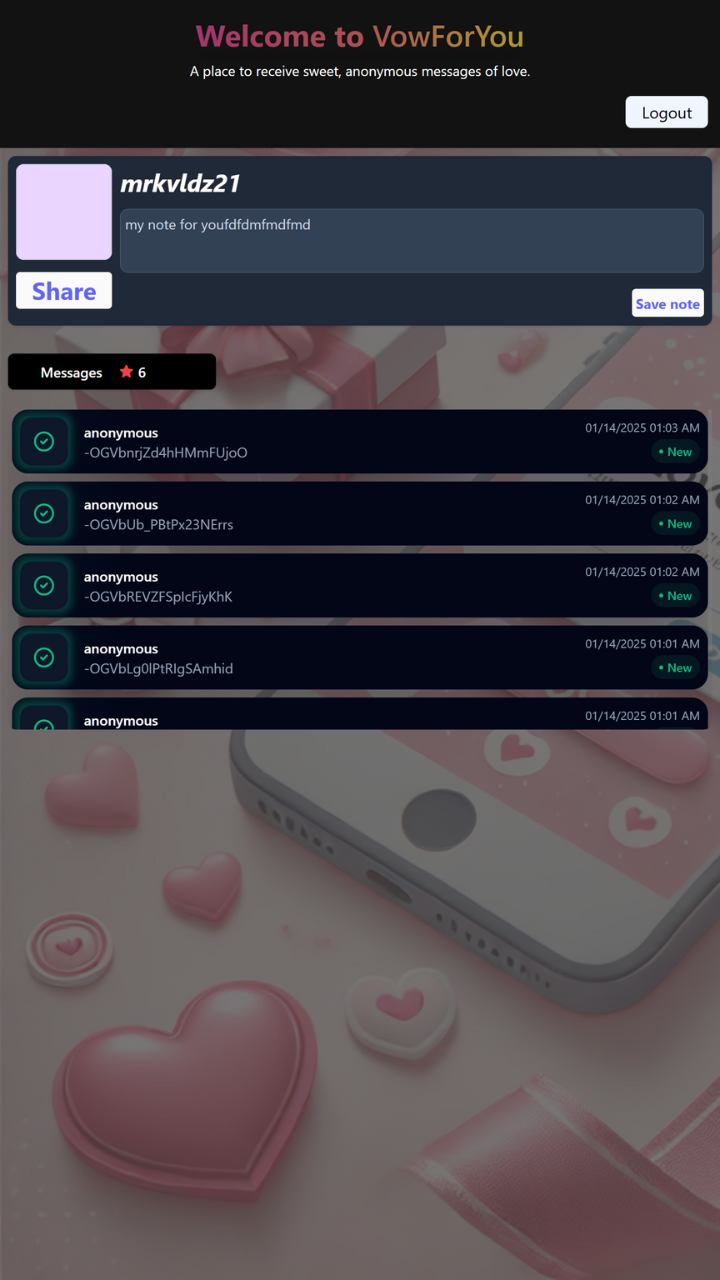 Welcome to VowForYou
A place to receive sweet, anonymous messages of love.
Logout
mrkvldz21
my note for youfdfdmfmdfmd
Share
Save note
Messages 6
anonymous 01/14/2025 01:03 AM
-OGVbnrjZd4hHMmFUjoO • New
anonymous 01/14/2025 01:02 AM
-OGVbUb_PBtPx23NErrs • New
anonymous 01/14/2025 01:02 AM
-OGVbREVZFSpIcFjyKhK • New
anonymous 01/14/2025 01:01 AM
-OGVbLg0lPtRIgSAmhid • New
anonymous 01/14/2025 01:01 AM